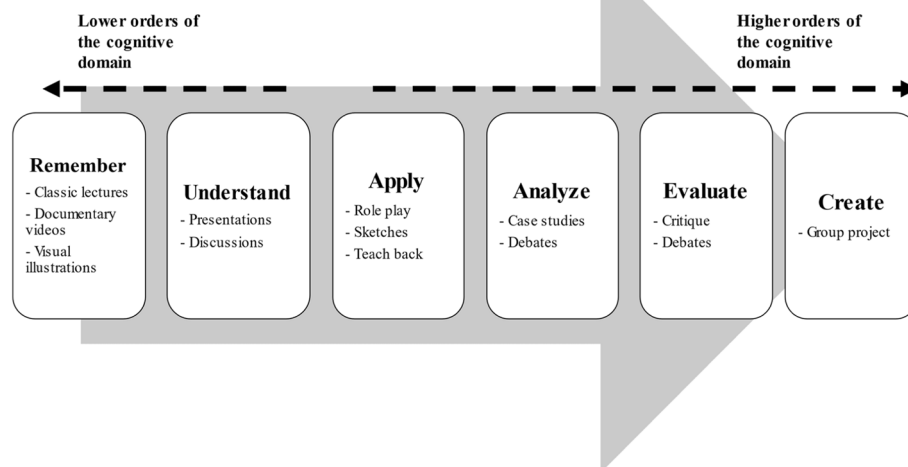 Lower orders of
the cognitive
domain
Higher orders of
the cognitive
domain
Remember
- Classic lectures
- Documentary
videos
- Visual
illustrations
Understand
- Presentations
- Discussions
Apply
- Role play
- Sketches
- Teach back
Analyze
- Case studies
- Debates
Evaluate
- Critique
- Debates
Create
- Group project